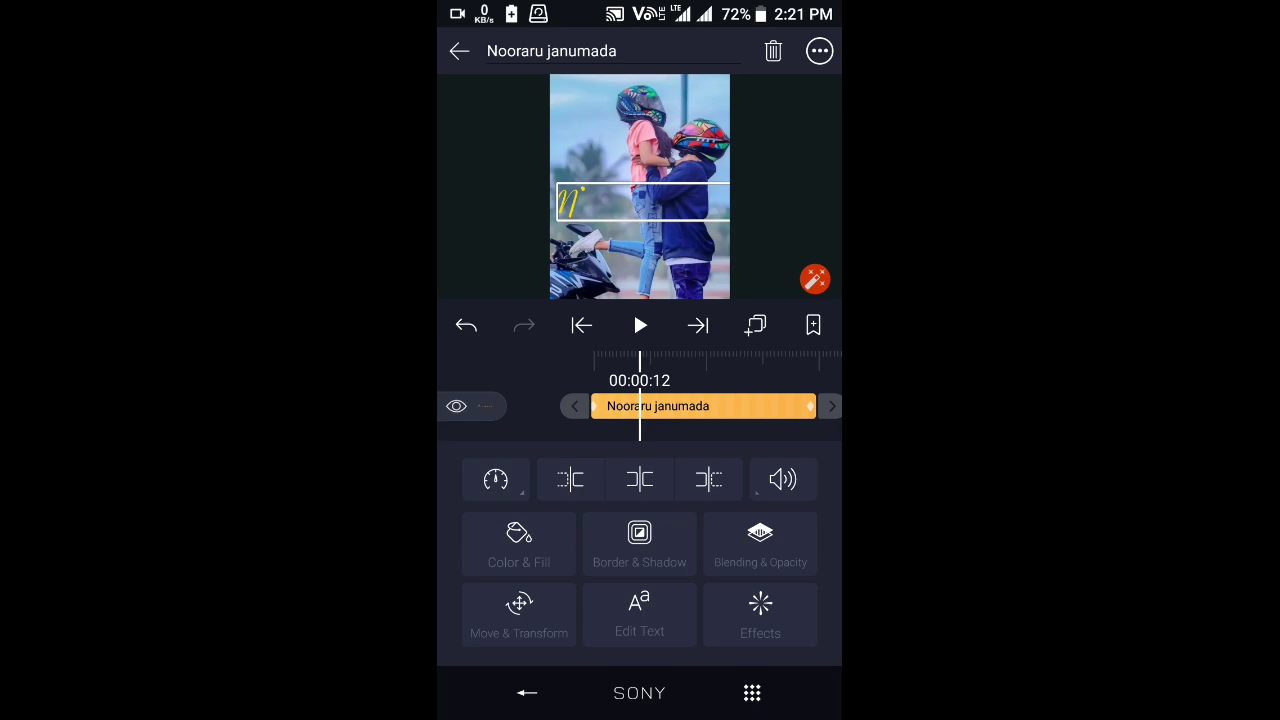 0 KB/s Vo LTE LTE 72% 2:21 PM
Nooraru janumada
n
00:00:12
Nooraru janumada
Color & Fill Border & Shadow Blending & Opacity
Move & Transform Edit Text Effects
SONY